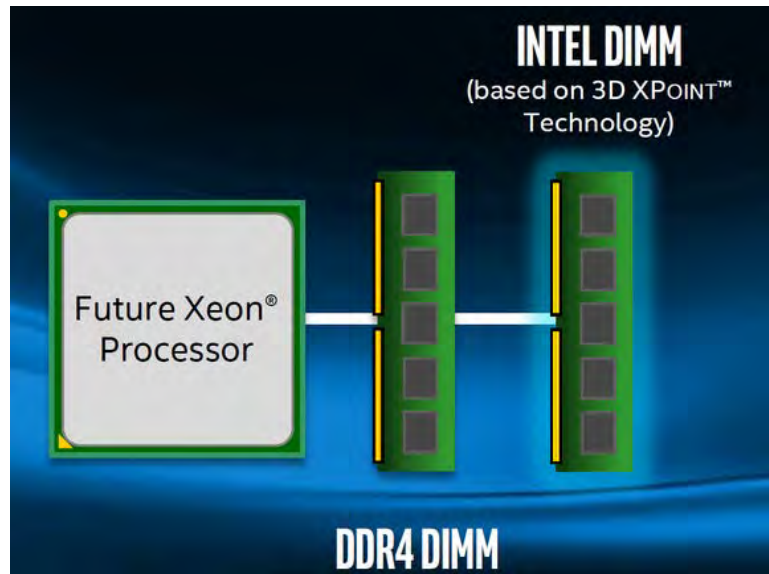 INTEL DIMM
(based on 3D XPOINT™
Technology)
Future Xeon®
Processor
DDR4 DIMM